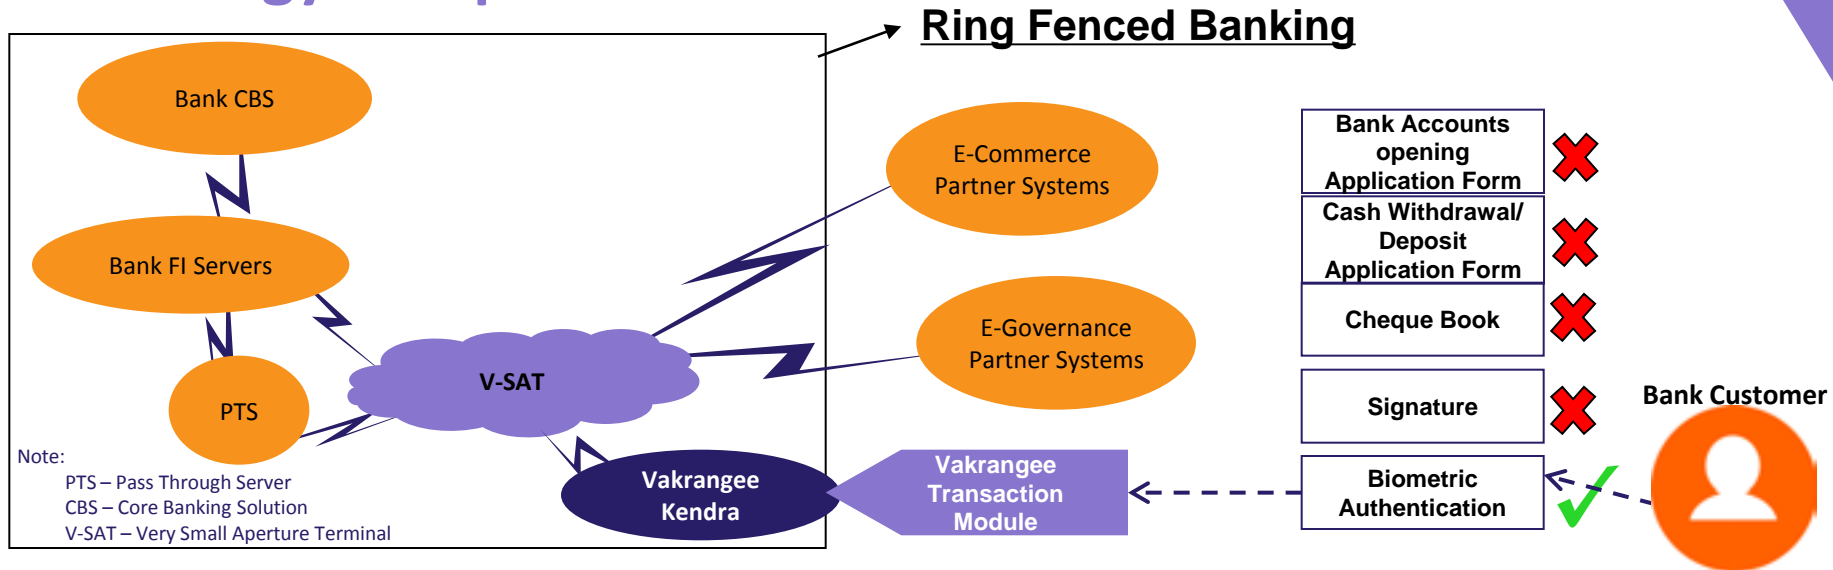 Ring Fenced Banking
Bank CBS
Bank FI Servers
PTS
V-SAT
E-Commerce
Partner Systems
E-Governance
Partner Systems
Vakrangee
Kendra
Vakrangee
Transaction
Module
Bank Accounts
opening
Application Form
Cash Withdrawal/
Deposit
Application Form
Cheque Book
Signature
Biometric
Authentication
Bank Customer
Note:
PTS – Pass Through Server
CBS – Core Banking Solution
V-SAT – Very Small Aperture Terminal